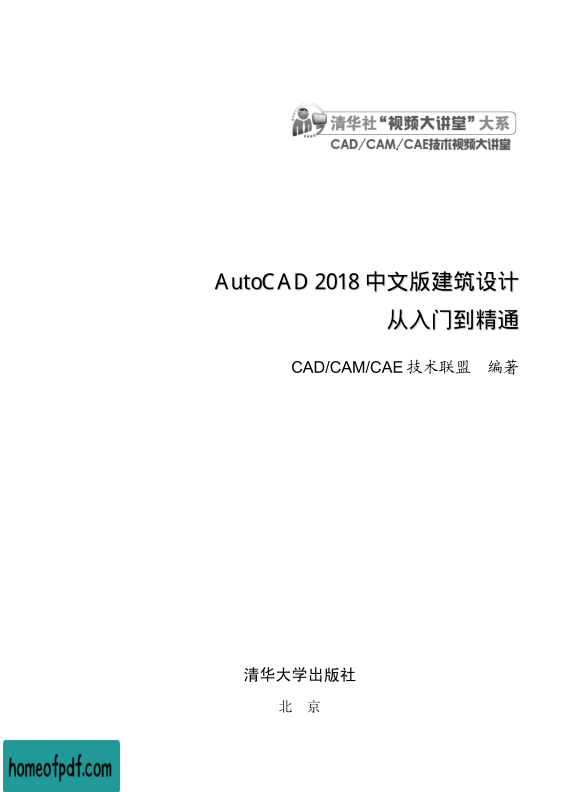 清华社“视频大讲堂”大系
CAD/CAM/CAE技术视频大讲堂
AutoCAD 2018 中文版建筑设计
从入门到精通
CAD/CAM/CAE 技术联盟 编著
清华大学出版社
北 京
homeofpdf.com